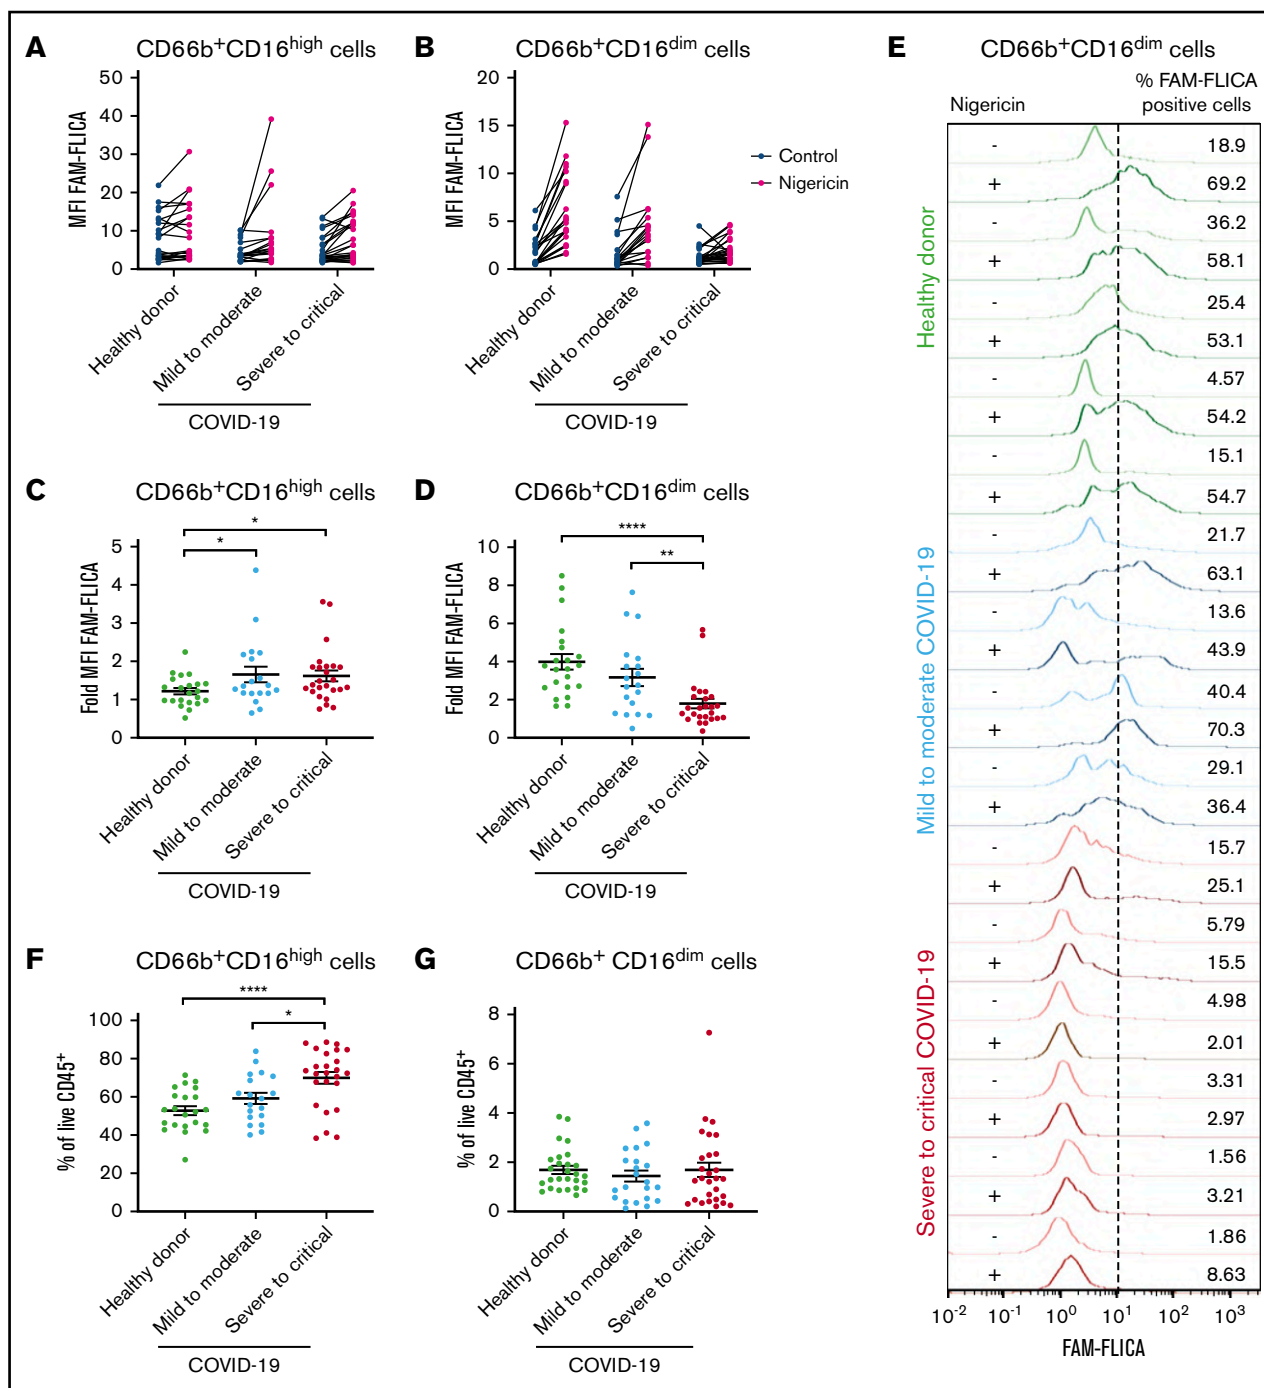 A
CD66b+CD16high cells
MFI FAM-FLICA
50
40
30
20
10
0
Healthy donor
Mild to moderate
Severe to critical
COVID-19
B
CD66b+CD16dim cells
MFI FAM-FLICA
20
15
10
5
0
Control
Nigericin
Healthy donor
Mild to moderate
Severe to critical
COVID-19
C
CD66b+CD16high cells
Fold MFI FAM-FLICA
5
4
3
2
1
0
*
*
Healthy donor
Mild to moderate
Severe to critical
COVID-19
D
CD66b+CD16dim cells
Fold MFI FAM-FLICA
10
8
6
4
2
0
****
**
Healthy donor
Mild to moderate
Severe to critical
COVID-19
E
CD66b+CD16dim cells
Nigericin
% FAM-FLICA
positive cells
Healthy donor
- 18.9
+ 69.2
- 36.2
+ 58.1
- 25.4
+ 53.1
- 4.57
+ 54.2
- 15.1
+ 54.7
Mild to moderate COVID-19
- 21.7
+ 63.1
- 13.6
+ 43.9
- 40.4
+ 70.3
- 29.1
+ 36.4
Severe to critical COVID-19
- 15.7
+ 25.1
- 5.79
+ 15.5
- 4.98
+ 2.01
- 3.31
+ 2.97
- 1.56
+ 3.21
- 1.86
+ 8.63
10-2 10-1 100 101 102 103
FAM-FLICA
F
CD66b+CD16high cells
% of live CD45+
100
80
60
40
20
0
****
*
Healthy donor
Mild to moderate
Severe to critical
COVID-19
G
CD66b+ CD16dim cells
% of live CD45+
8
6
4
2
0
Healthy donor
Mild to moderate
Severe to critical
COVID-19